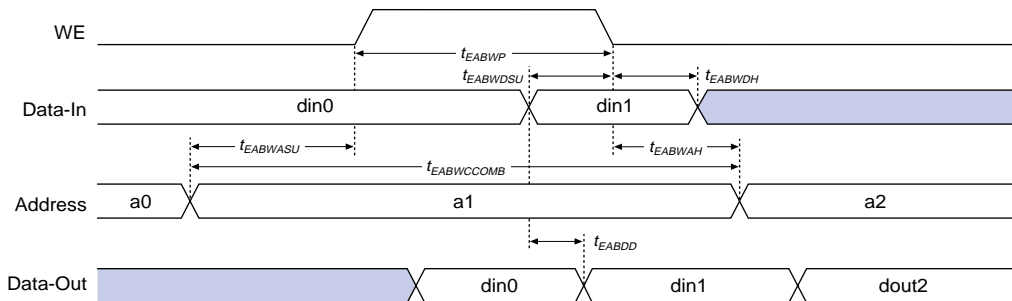 WE
tEABWP
tEABWDSU
tEABWDH
Data-In
din0
din1
tEABWASU
tEABWAH
tEABWCCOMB
Address
a0
a1
a2
tEABDD
Data-Out
din0
din1
dout2